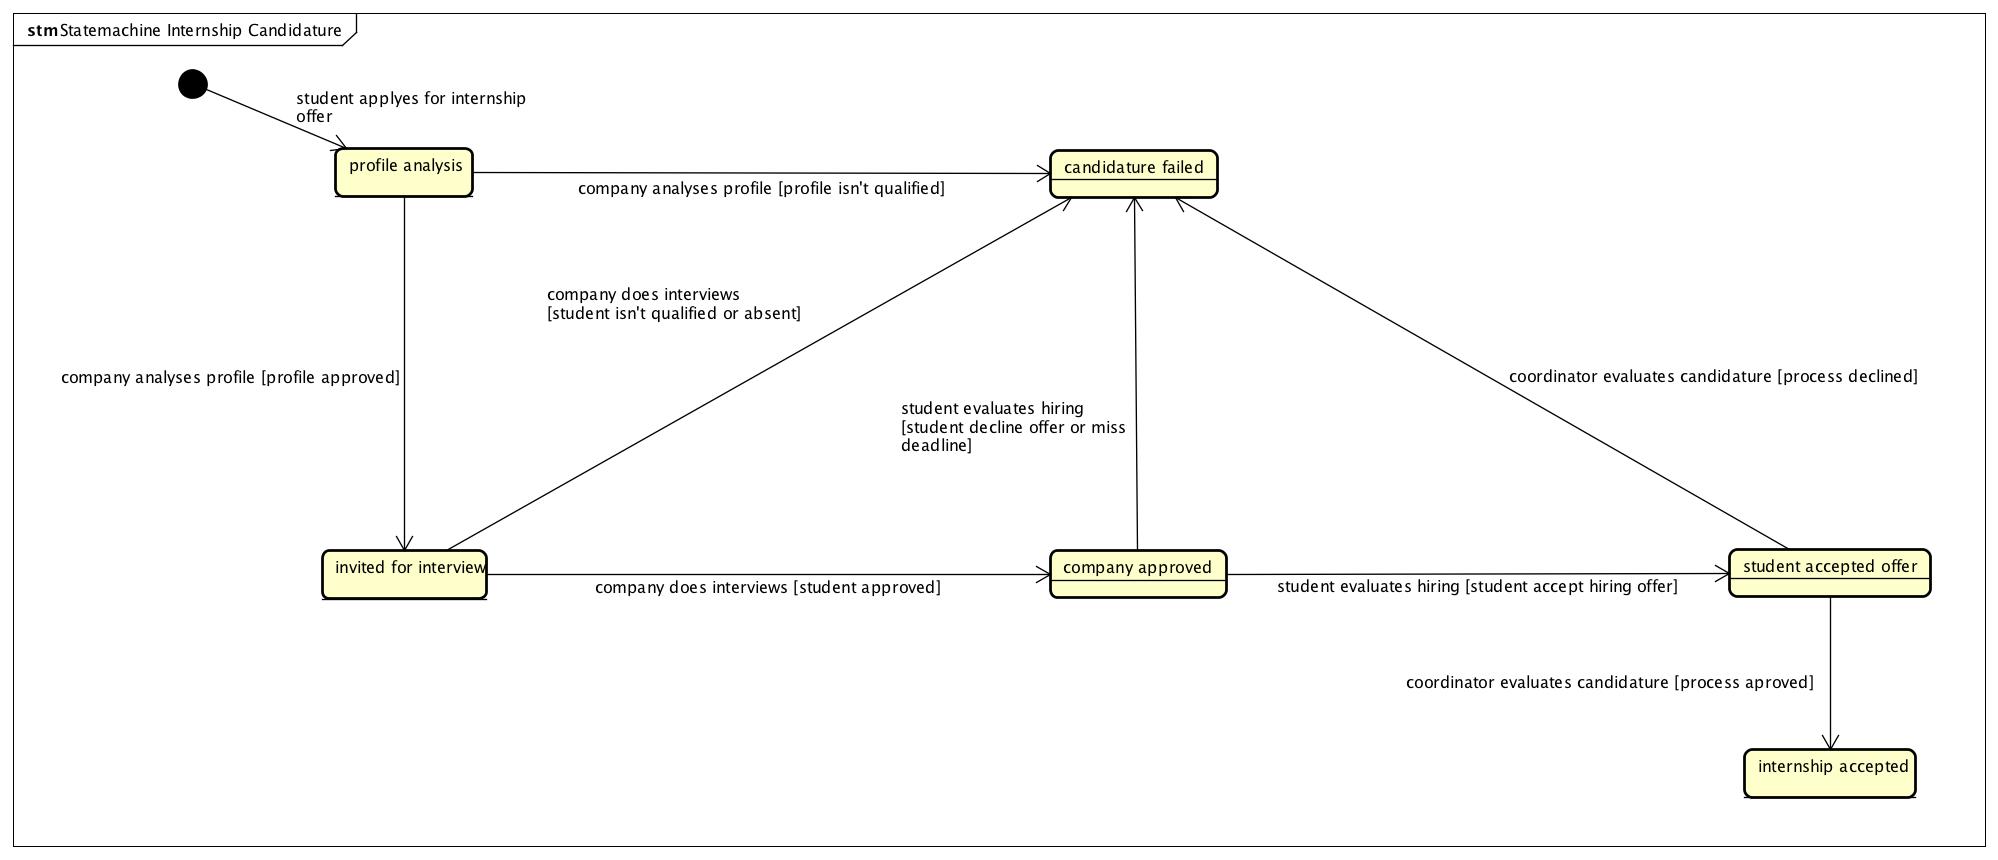 stm Statemachine Internship Candidature
student applyes for internship
offer
profile analysis
candidature failed
company analyses profile [profile isn't qualified]
company does interviews
[student isn't qualified or absent]
company analyses profile [profile approved]
coordinator evaluates candidature [process declined]
student evaluates hiring
[student decline offer or miss
deadline]
invited for interview
company approved
student accepted offer
company does interviews [student approved]
student evaluates hiring [student accept hiring offer]
coordinator evaluates candidature [process aproved]
internship accepted